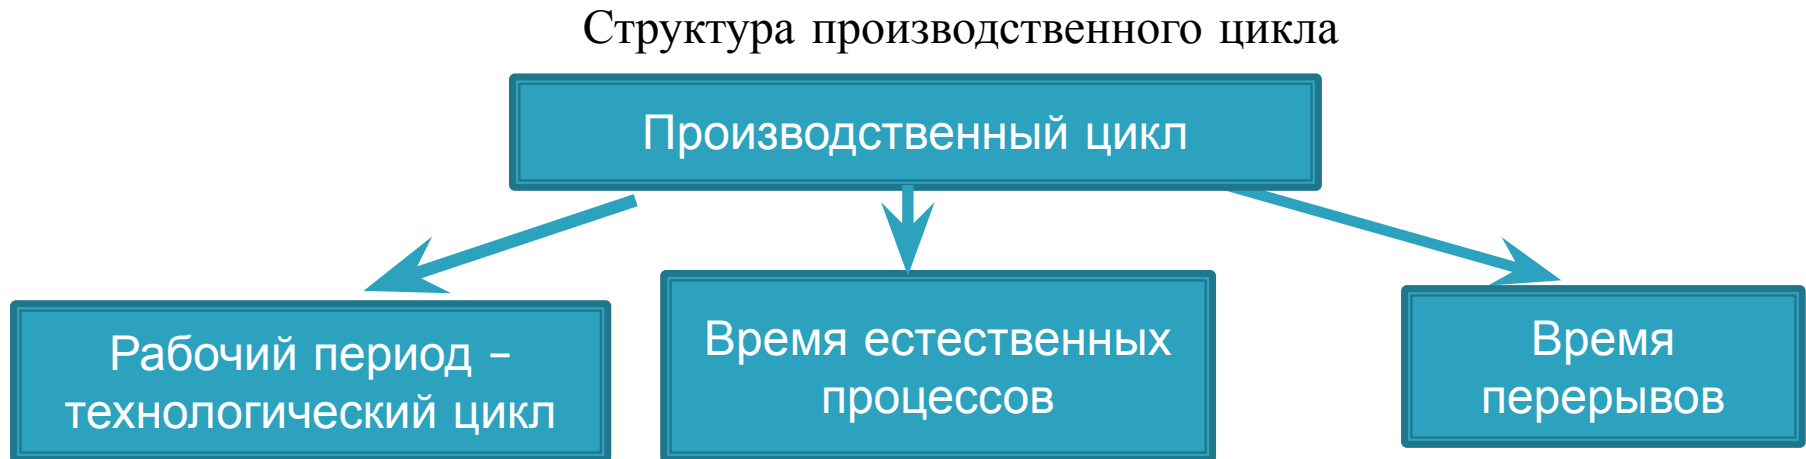 Структура производственного цикла
Производственный цикл
Рабочий период –
технологический цикл
Время естественных
процессов
Время
перерывов